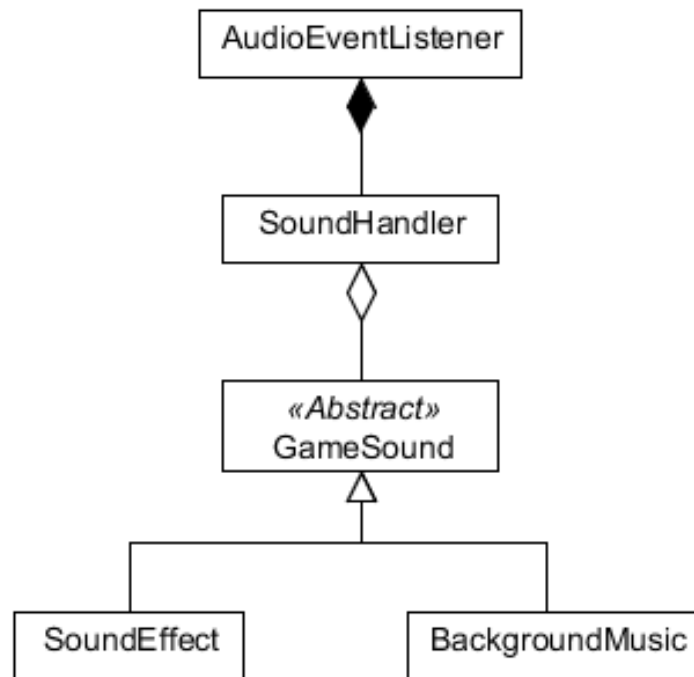 AudioEventListener
SoundHandler
«Abstract»
GameSound
SoundEffect
BackgroundMusic